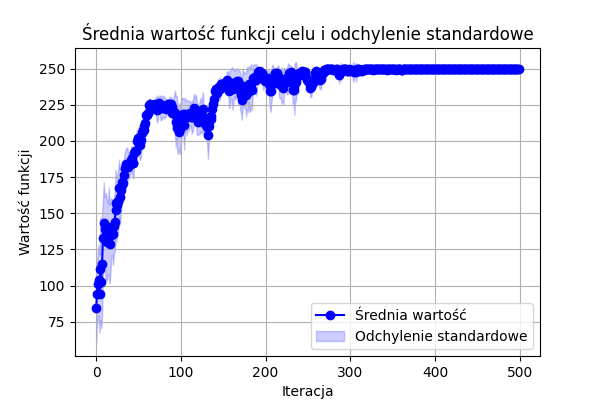 Średnia wartość funkcji celu i odchylenie standardowe
Wartość funkcji
250
225
200
175
150
125
100
75
0 100 200 300 400 500
Iteracja
Średnia wartość
Odchylenie standardowe